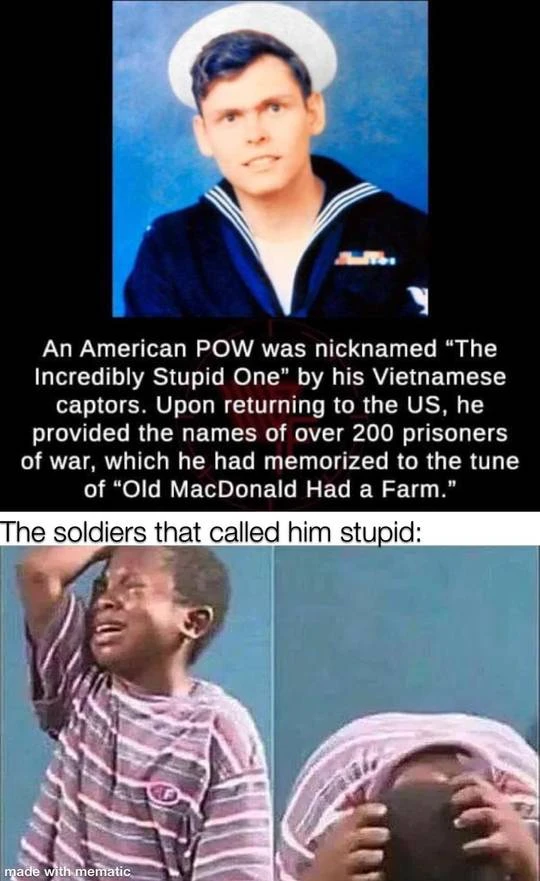 An American POW was nicknamed “The
Incredibly Stupid One” by his Vietnamese
captors. Upon returning to the US, he
provided the names of over 200 prisoners
of war, which he had memorized to the tune
of “Old MacDonald Had a Farm.”
The soldiers that called him stupid:
made with mematic